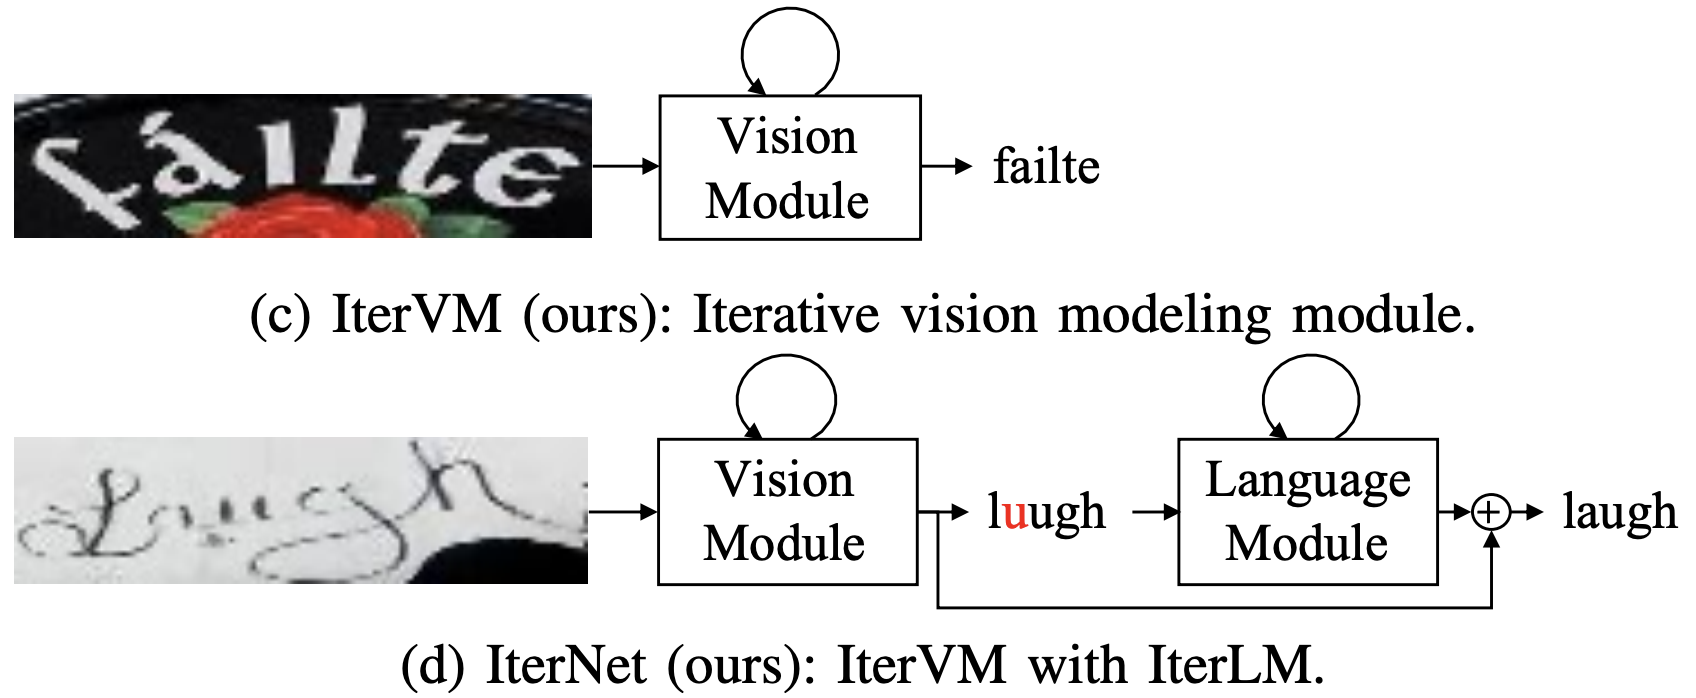 fáilte
Vision
Module
failte
(c) IterVM (ours): Iterative vision modeling module.
Laugh
Vision
Module
luugh
Language
Module
laugh
(d) IterNet (ours): IterVM with IterLM.